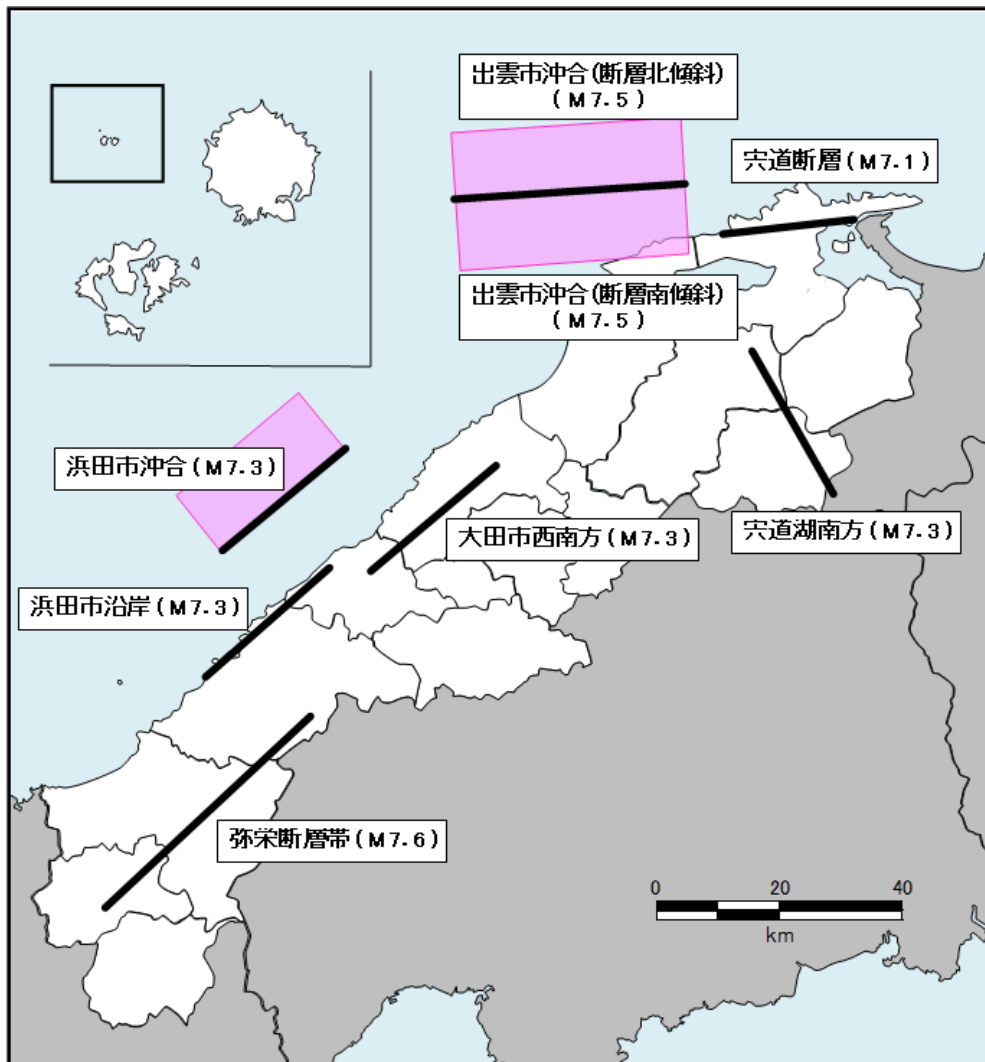 出雲市沖合(断層北傾斜)
(M7.5)
宍道断層(M7.1)
出雲市沖合(断層南傾斜)
(M7.5)
浜田市沖合(M7.3)
大田市西南方(M7.3)
宍道湖南方(M7.3)
浜田市沿岸(M7.3)
弥栄断層帯(M7.6)
0 20 40
km